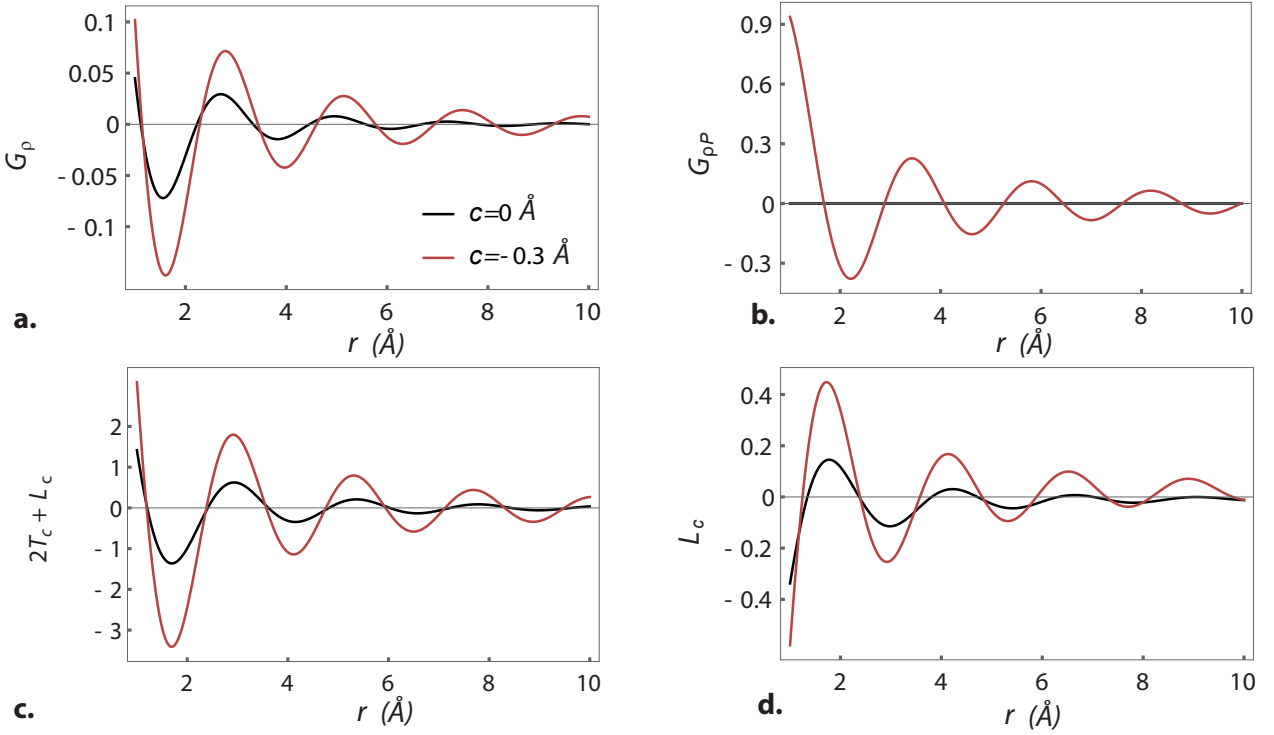 0.1
0.05
0
- 0.05
- 0.1
G_ρ
c=0 Å
c=- 0.3 Å
2 4 6 8 10
r (Å)
a.
0.9
0.6
0.3
0
- 0.3
G_ρP
2 4 6 8 10
r (Å)
b.
2
1
0
- 1
- 2
- 3
2T_c + L_c
2 4 6 8 10
r (Å)
c.
0.4
0.2
0
- 0.2
- 0.4
L_c
2 4 6 8 10
r (Å)
d.